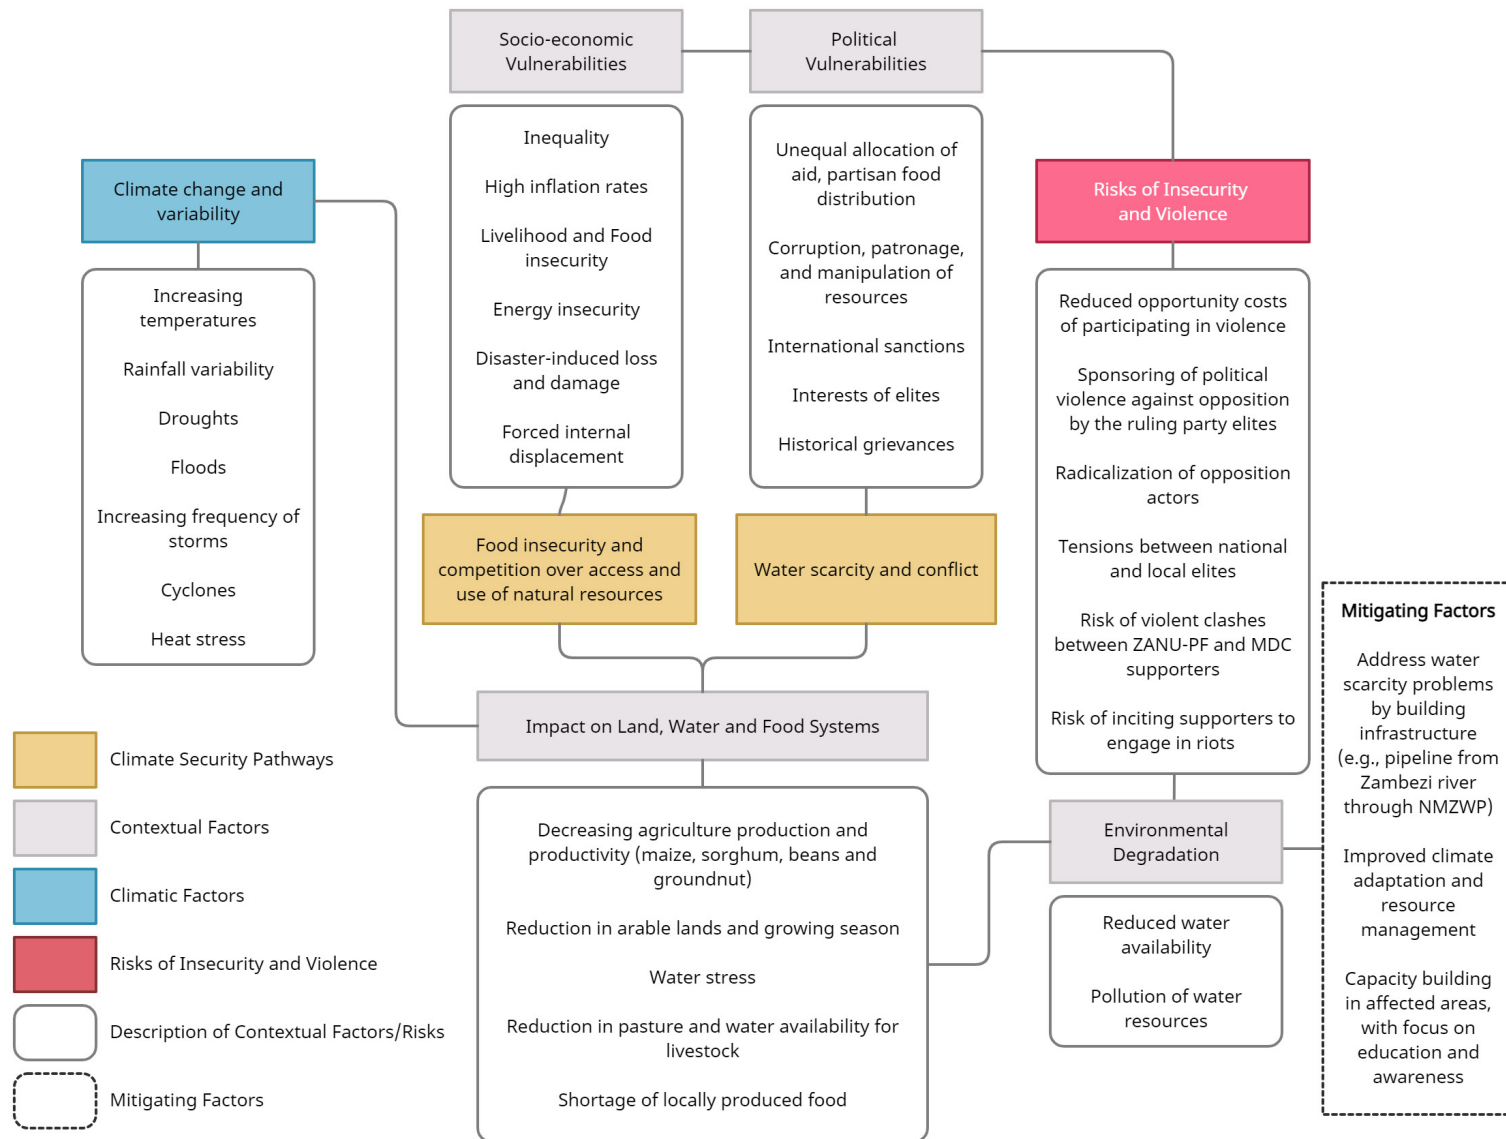 Socio-economic
Vulnerabilities
Political
Vulnerabilities
Climate change and
variability
Increasing
temperatures
Rainfall variability
Droughts
Floods
Increasing frequency of
storms
Cyclones
Heat stress
Inequality
High inflation rates
Livelihood and Food
insecurity
Energy insecurity
Disaster-induced loss
and damage
Forced internal
displacement
Unequal allocation of
aid, partisan food
distribution
Corruption, patronage,
and manipulation of
resources
International sanctions
Interests of elites
Historical grievances
Risks of Insecurity
and Violence
Reduced opportunity costs
of participating in violence
Sponsoring of political
violence against opposition
by the ruling party elites
Radicalization of opposition
actors
Tensions between national
and local elites
Risk of violent clashes
between ZANU-PF and MDC
supporters
Risk of inciting supporters to
engage in riots
Food insecurity and
competition over access and
use of natural resources
Water scarcity and conflict
Impact on Land, Water and Food Systems
Decreasing agriculture production and
productivity (maize, sorghum, beans and
groundnut)
Reduction in arable lands and growing season
Water stress
Reduction in pasture and water availability for
livestock
Shortage of locally produced food
Environmental
Degradation
Reduced water
availability
Pollution of water
resources
Mitigating Factors
Address water
scarcity problems
by building
infrastructure
(e.g., pipeline from
Zambezi river
through NMZWP)
Improved climate
adaptation and
resource
management
Capacity building
in affected areas,
with focus on
education and
awareness
Climate Security Pathways
Contextual Factors
Climatic Factors
Risks of Insecurity and Violence
Description of Contextual Factors/Risks
Mitigating Factors